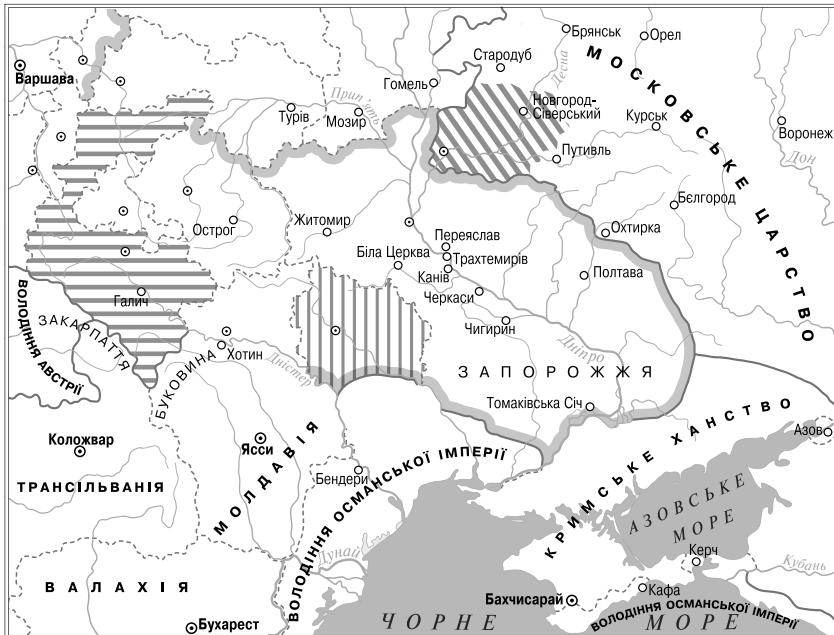 Варшава
Брянськ
Орел
Стародуб
МОСКОВСЬКЕ ЦАРСТВО
Десна
Гомель
Прип'ять
Турів
Мозир
Новгород-
Сіверський
Курськ
Воронеж
Дон
Путивль
Бєлгород
Острог
Житомир
Охтирка
Переяслав
Біла Церква
Трахтемирів
Канів
Полтава
Черкаси
Галич
ВОЛОДІННЯ АВСТРІЇ
ЗАКАРПАТТЯ
БУКОВИНА
Хотин
Дністер
Чигирин
Дніпро
ЗАПОРОЖЖЯ
Томаківська Січ
Азов
Коложвар
Ясси
ТРАНСІЛЬВАНІЯ
МОЛДАВІЯ
Бендери
ВОЛОДІННЯ ОСМАНСЬКОЇ ІМПЕРІЇ
КРИМСЬКЕ ХАНСТВО
АЗОВСЬКЕ
МОРЕ
Дунай
Керч
Кубань
ВАЛАХІЯ
Бухарест
Бахчисарай
Кафа
ВОЛОДІННЯ ОСМАНСЬКОЇ ІМПЕРІЇ
ЧОРНЕ МОРЕ